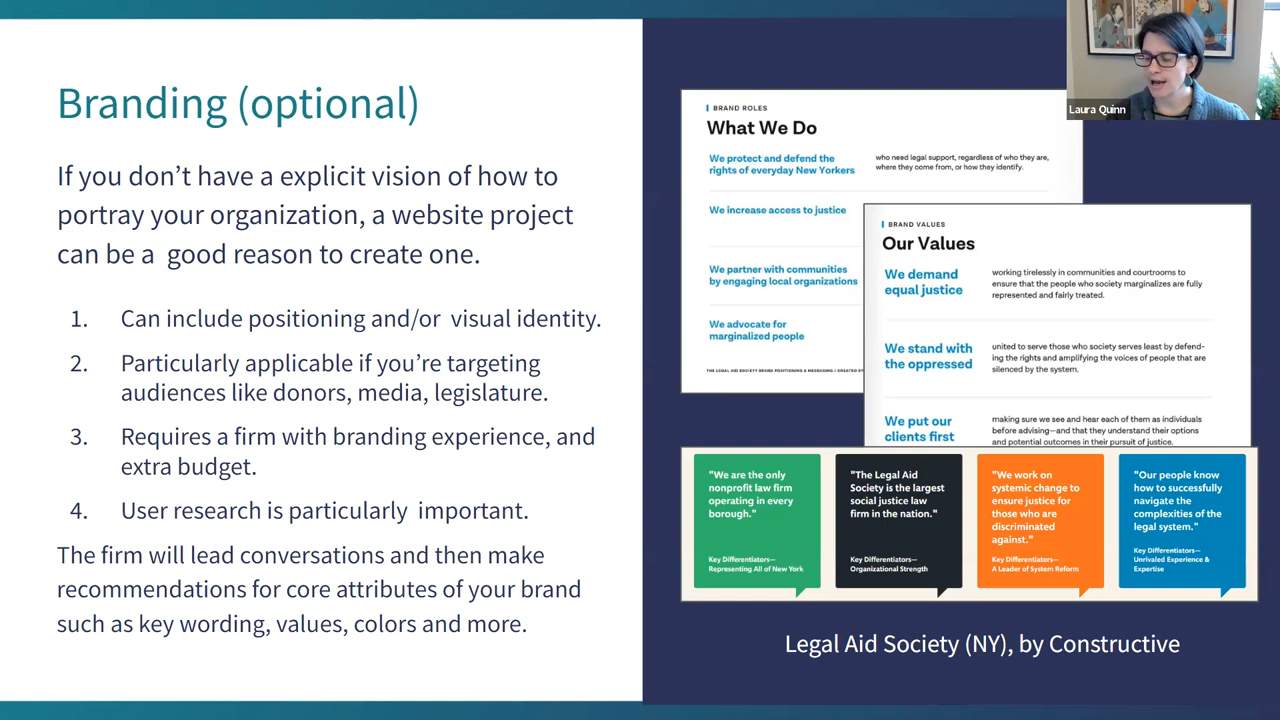 Branding (optional)
If you don't have a explicit vision of how to
portray your organization, a website project
can be a good reason to create one.
1. Can include positioning and/or visual identity.
2. Particularly applicable if you're targeting
audiences like donors, media, legislature.
3. Requires a firm with branding experience, and
extra budget.
4. User research is particularly important.
The firm will lead conversations and then make
recommendations for core attributes of your brand
such as key wording, values, colors and more.
Laura Quinn
BRAND ROLES
What We Do
We protect and defend the
rights of everyday New Yorkers
who need legal support, regardless of who they are,
where they come from, or how they identify.
We increase access to justice
We partner with communities
by engaging local organizations
We advocate for
marginalized people
THE LEGAL AID SOCIETY BRAND POSITIONING & MESSAGING / CREATED BY
BRAND VALUES
Our Values
We demand
equal justice
working tirelessly in communities and courtrooms to
ensure that the people who society marginalizes are fully
represented and fairly treated.
We stand with
the oppressed
united to serve those who society serves least by defend-
ing the rights and amplifying the voices of people that are
silenced by the system.
We put our
clients first
making sure we see and hear each of them as individuals
before advising—and that they understand their options
and potential outcomes in their pursuit of justice.
"We are the only
nonprofit law firm
operating in every
borough."
Key Differentiators—
Representing All of New York
"The Legal Aid
Society is the largest
social justice law
firm in the nation."
Key Differentiators—
Organizational Strength
"We work on
systemic change to
ensure justice for
those who are
discriminated
against."
Key Differentiators—
A Leader of System Reform
"Our people know
how to successfully
navigate the
complexities of the
legal system."
Key Differentiators—
Unrivaled Experience &
Expertise
Legal Aid Society (NY), by Constructive